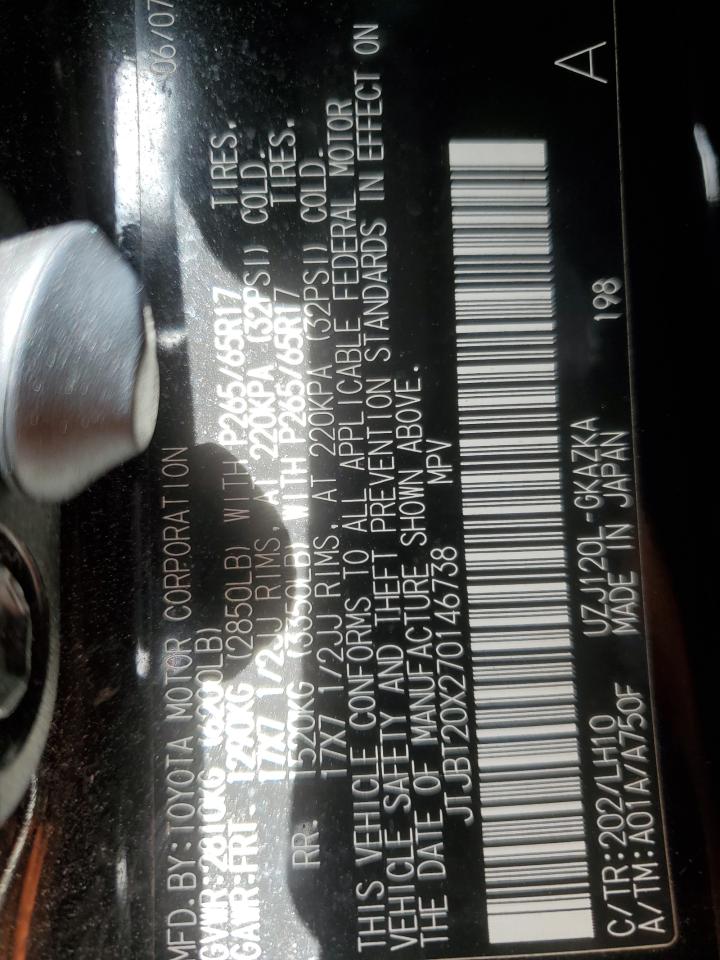 MFD. BY: TOYOTA MOTOR CORPORATION 06/07
GVWR: 2810KG (6200LB)
GAWR: FRT - 1290KG (2850LB) WITH P265/65R17 TIRES.
17X7 1/2JJ RIMS, AT 220KPA (32PSI) COLD.
RR: 1520KG (3350LB) WITH P265/65R17 TIRES.
17X7 1/2JJ RIMS, AT 220KPA (32PSI) COLD.
THIS VEHICLE CONFORMS TO ALL APPLICABLE FEDERAL MOTOR
VEHICLE SAFETY AND THEFT PREVENTION STANDARDS IN EFFECT ON
THE DATE OF MANUFACTURE SHOWN ABOVE.
JTJBT20X270146738 MPV
C/TR: 202/LH10 UZJ120L-GKAZKA 198 A
A/TM: A01A/A750F MADE IN JAPAN